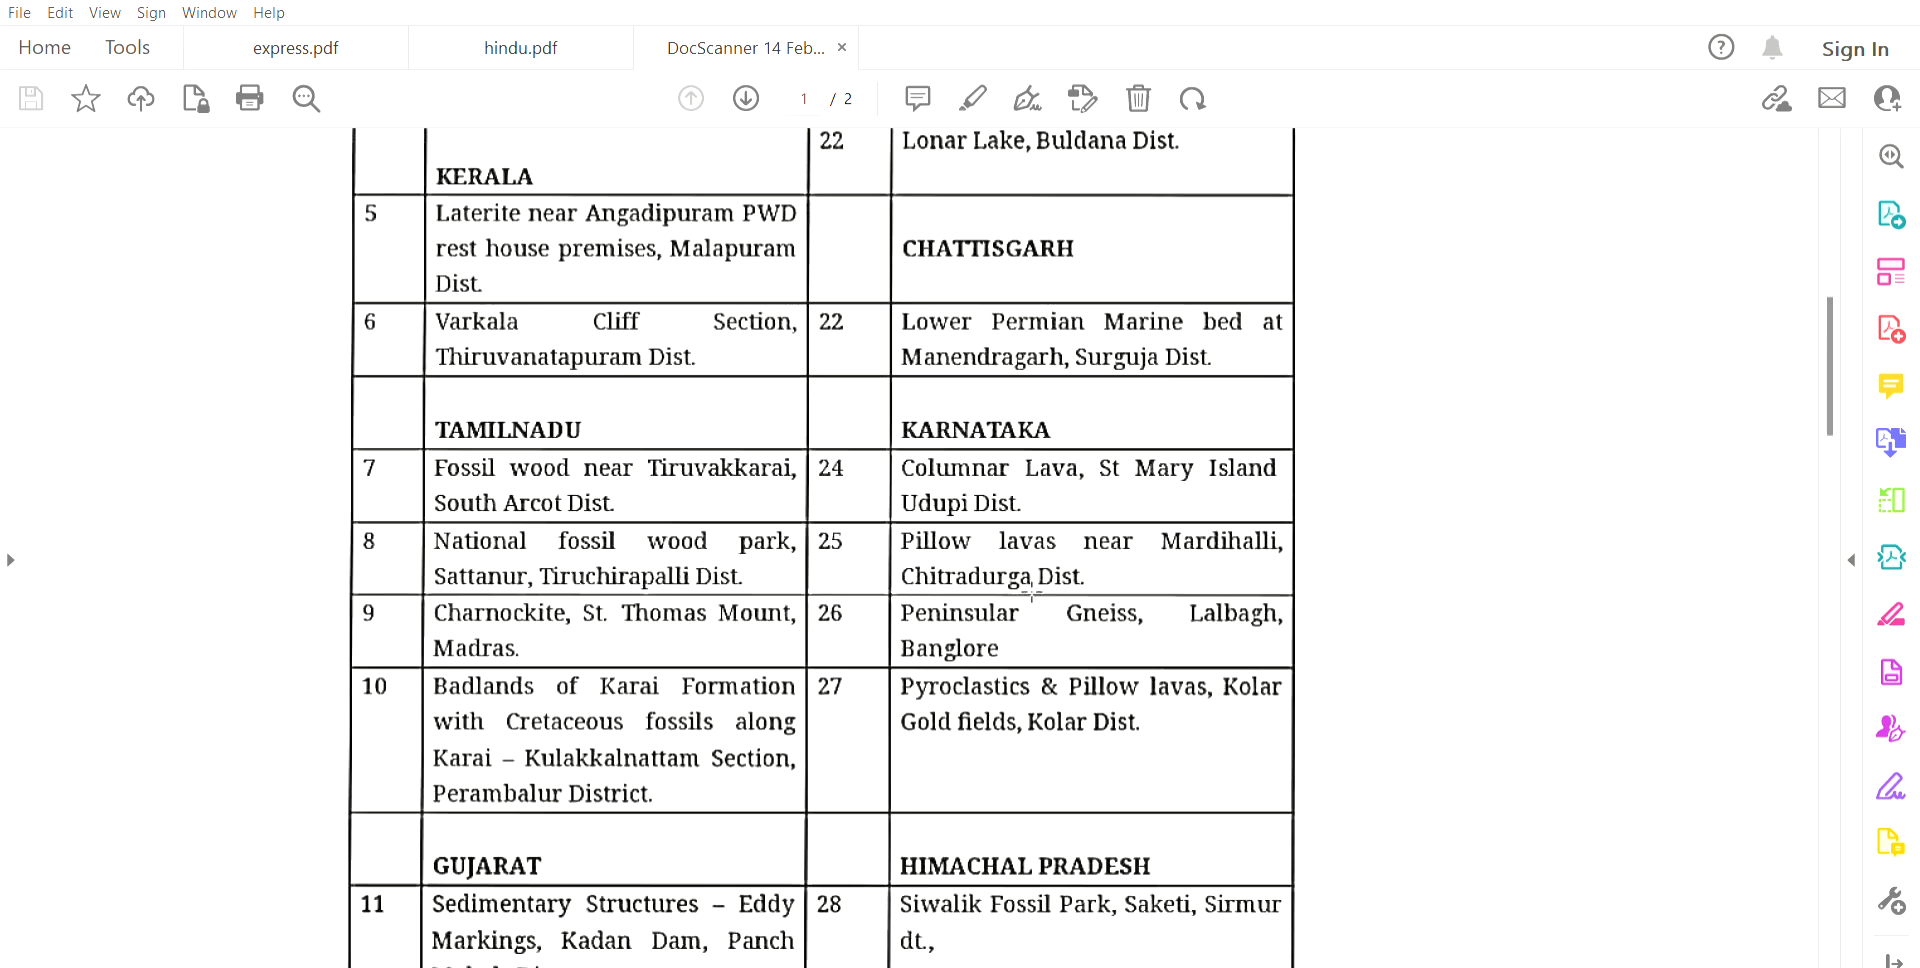 File Edit View Sign Window Help
Home Tools express.pdf hindu.pdf DocScanner 14 Feb... × Sign In
1 / 2
22 Lonar Lake, Buldana Dist.
KERALA
5 Laterite near Angadipuram PWD
rest house premises, Malapuram
Dist.
CHATTISGARH
6 Varkala Cliff Section,
Thiruvanatapuram Dist.
22 Lower Permian Marine bed at
Manendragarh, Surguja Dist.
TAMILNADU
KARNATAKA
7 Fossil wood near Tiruvakkarai,
South Arcot Dist.
24 Columnar Lava, St Mary Island
Udupi Dist.
8 National fossil wood park,
Sattanur, Tiruchirapalli Dist.
25 Pillow lavas near Mardihalli,
Chitradurga Dist.
9 Charnockite, St. Thomas Mount,
Madras.
26 Peninsular Gneiss, Lalbagh,
Banglore
10 Badlands of Karai Formation
with Cretaceous fossils along
Karai – Kulakkalnattam Section,
Perambalur District.
27 Pyroclastics & Pillow lavas, Kolar
Gold fields, Kolar Dist.
GUJARAT
HIMACHAL PRADESH
11 Sedimentary Structures – Eddy
Markings, Kadan Dam, Panch
28 Siwalik Fossil Park, Saketi, Sirmur
dt.,